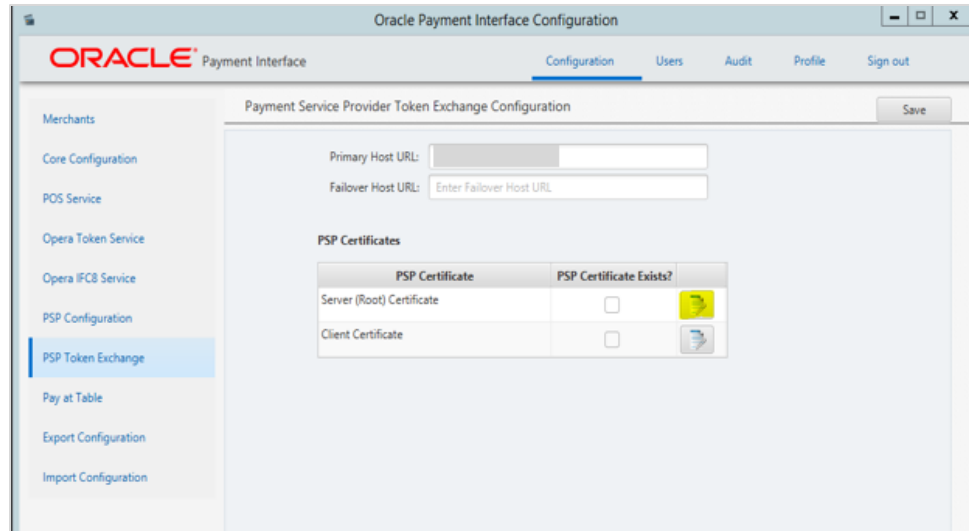 Oracle Payment Interface Configuration
ORACLE Payment Interface
Configuration Users Audit Profile Sign out
Merchants
Core Configuration
POS Service
Opera Token Service
Opera IFC8 Service
PSP Configuration
PSP Token Exchange
Pay at Table
Export Configuration
Import Configuration
Payment Service Provider Token Exchange Configuration
Save
Primary Host URL:
Failover Host URL: Enter Failover Host URL
PSP Certificates
PSP Certificate PSP Certificate Exists?
Server (Root) Certificate
Client Certificate